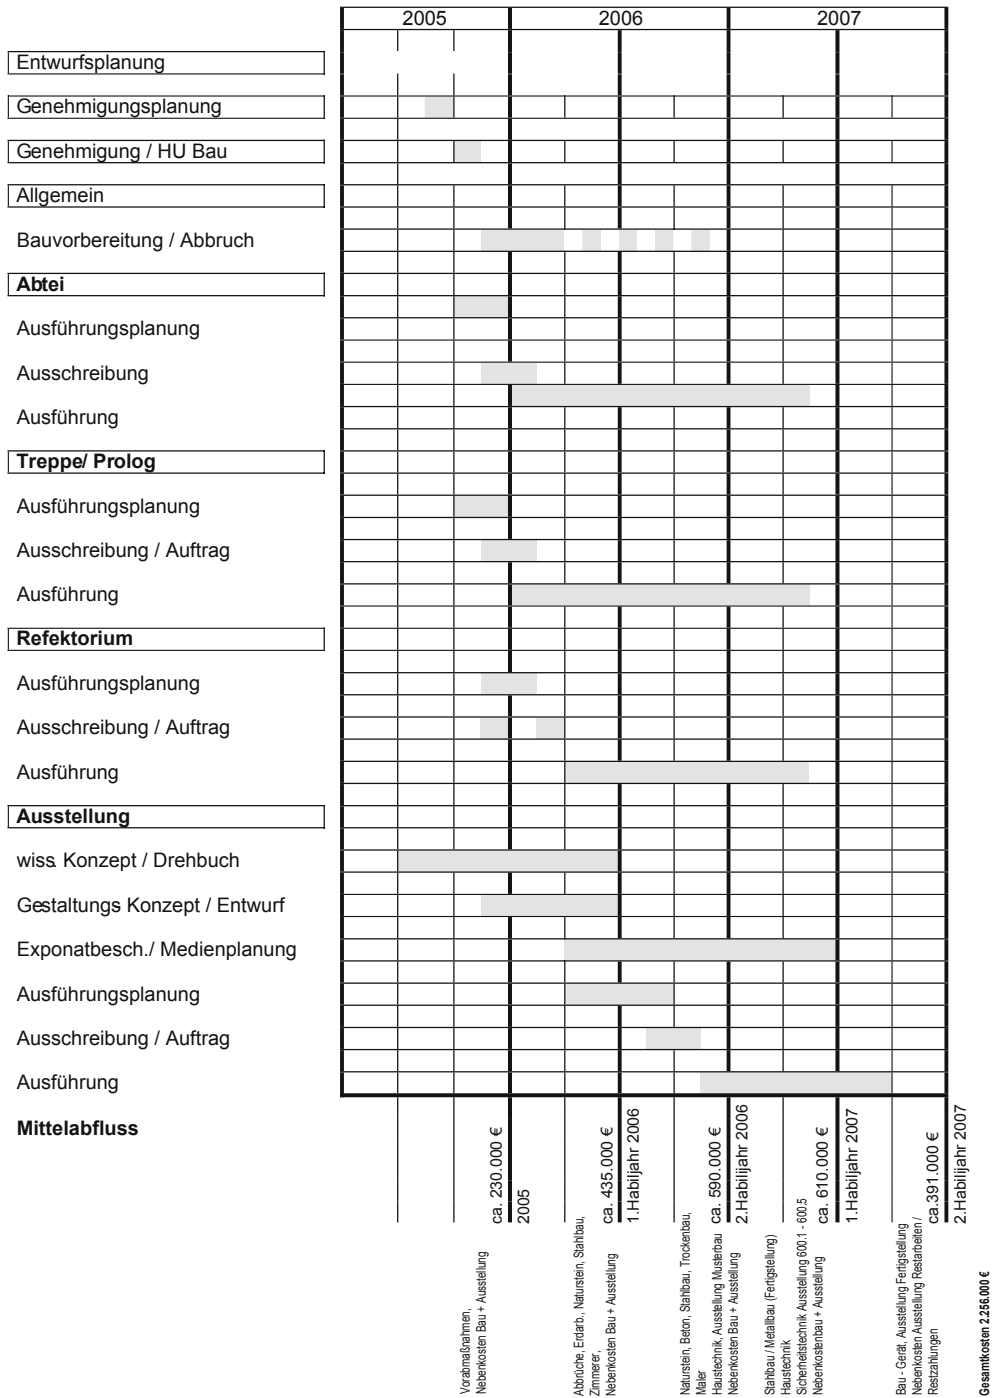 2005 2006 2007
Entwurfsplanung
Genehmigungsplanung
Genehmigung / HU Bau
Allgemein
Bauvorbereitung / Abbruch
Abtei
Ausführungsplanung
Ausschreibung
Ausführung
Treppe/ Prolog
Ausführungsplanung
Ausschreibung / Auftrag
Ausführung
Refektorium
Ausführungsplanung
Ausschreibung / Auftrag
Ausführung
Ausstellung
wiss. Konzept / Drehbuch
Gestaltungs Konzept / Entwurf
Exponatbesch./ Medienplanung
Ausführungsplanung
Ausschreibung / Auftrag
Ausführung
Mittelabfluss
ca. 230.000 €
2005
ca. 435.000 €
1.Habiljahr 2006
ca. 590.000 €
2.Habiljahr 2006
ca. 610.000 €
1.Habiljahr 2007
ca.391.000 €
2.Habiljahr 2007
Vorabmaßnahmen,
Nebenkosten Bau + Ausstellung
Abbrüche, Erdarb., Naturstein, Stahlbau,
Zimmerer,
Nebenkosten Bau + Ausstellung
Naturstein, Beton, Stahlbau, Trockenbau,
Maler
Haustechnik, Ausstellung Musterbau
Nebenkosten Bau + Ausstellung
Stahlbau / Metallbau (Fertigstellung)
Haustechnik
Sicherheitstechnik Ausstellung 600.1 - 600.5
Nebenkostenbau + Ausstellung
Bau - Gerät, Ausstellung Fertigstellung
Nebenkosten Ausstellung Restarbeiten /
Restzahlungen
Gesamtkosten 2.256.000 €